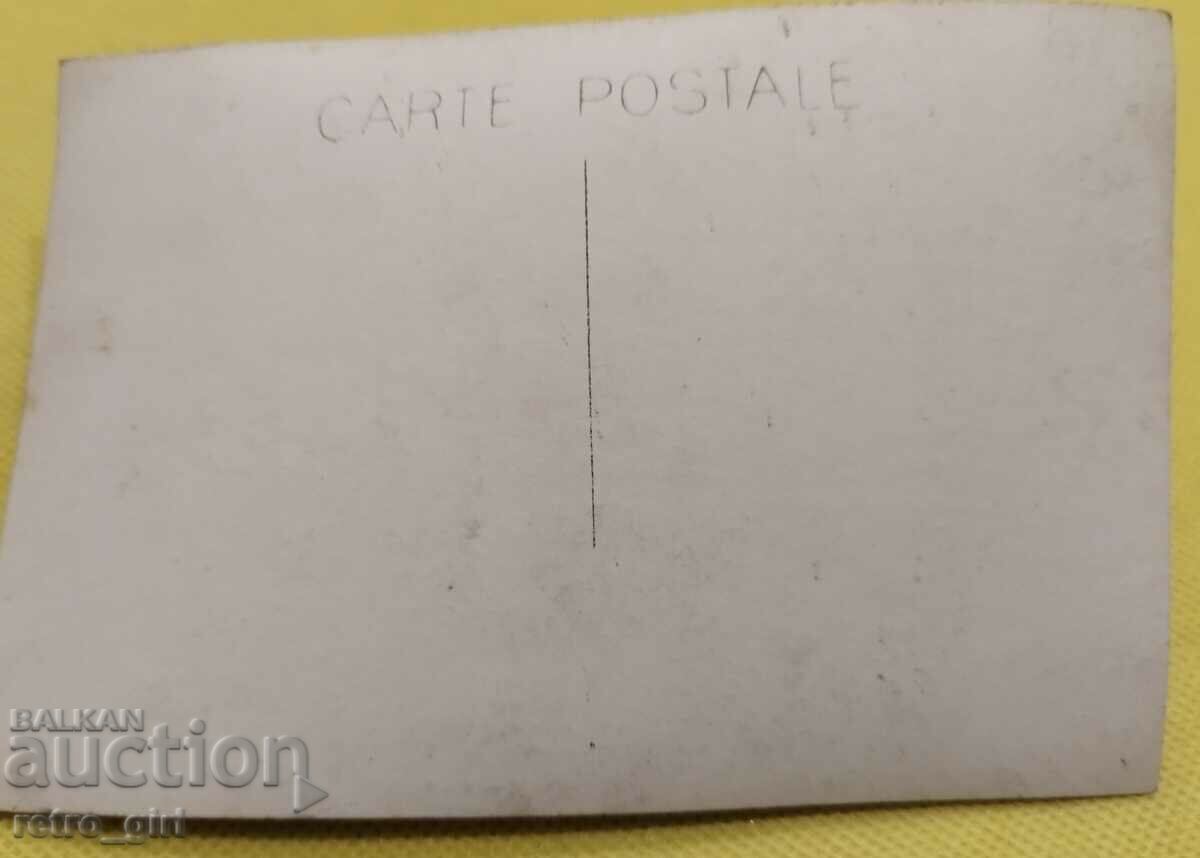 CARTE POSTALE
BALKAN
auction
retro_girl